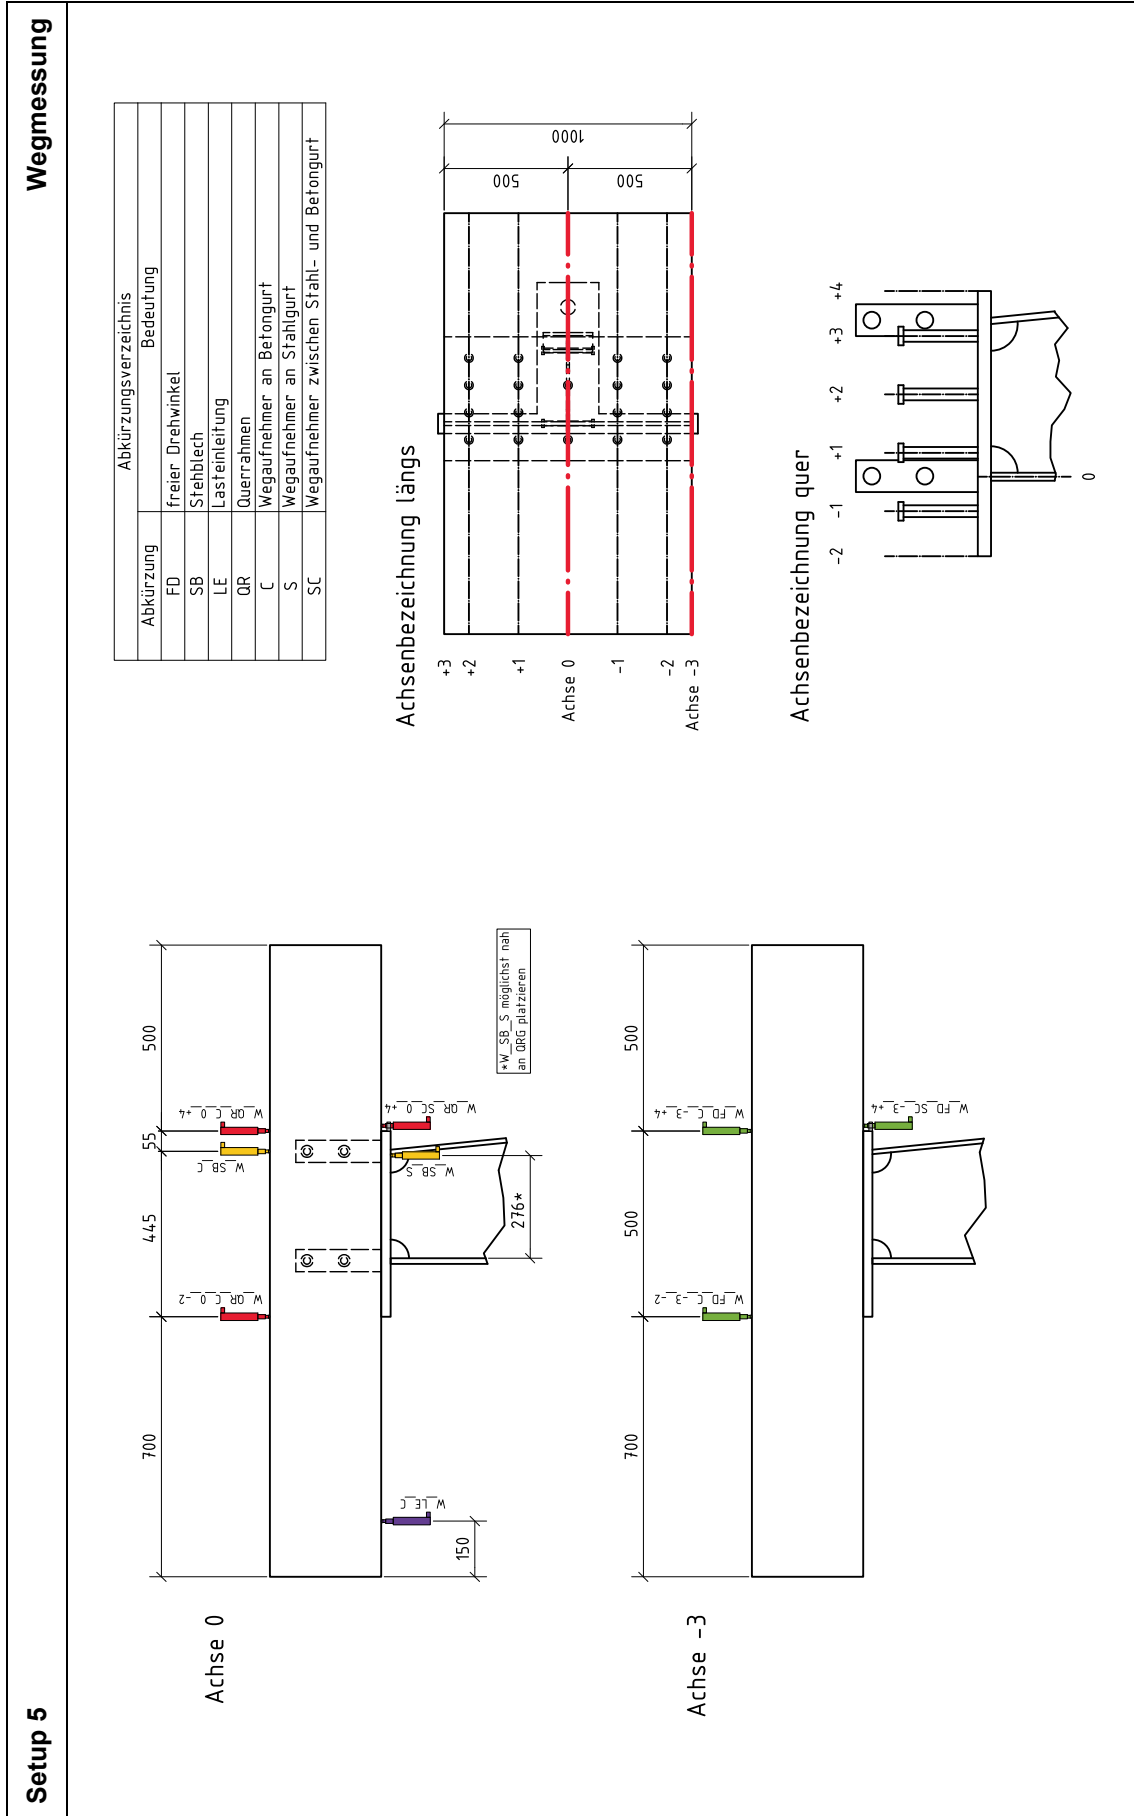 Setup 5
Wegmessung
Achse 0
700
445
55
500
W_QR_C_0_-2
W_SB_C
W_QR_C_0_+4
W_LE_C
150
W_SB_S
276*
W_QR_SC_0_+4
*W_SB_S möglichst nah
an QRG platzieren
Achse -3
700
500
500
W_FD_C_-3_-2
W_FD_C_-3_+4
W_FD_SC_-3_+4
Abkürzungsverzeichnis
Abkürzung Bedeutung
FD freier Drehwinkel
SB Stehblech
LE Lasteinleitung
QR Querrahmen
C Wegaufnehmer an Betongurt
S Wegaufnehmer an Stahlgurt
SC Wegaufnehmer zwischen Stahl- und Betongurt
Achsenbezeichnung längs
+3
+2
+1
Achse 0
-1
-2
Achse -3
500
500
1000
Achsenbezeichnung quer
-2 -1 +1 +2 +3 +4
0